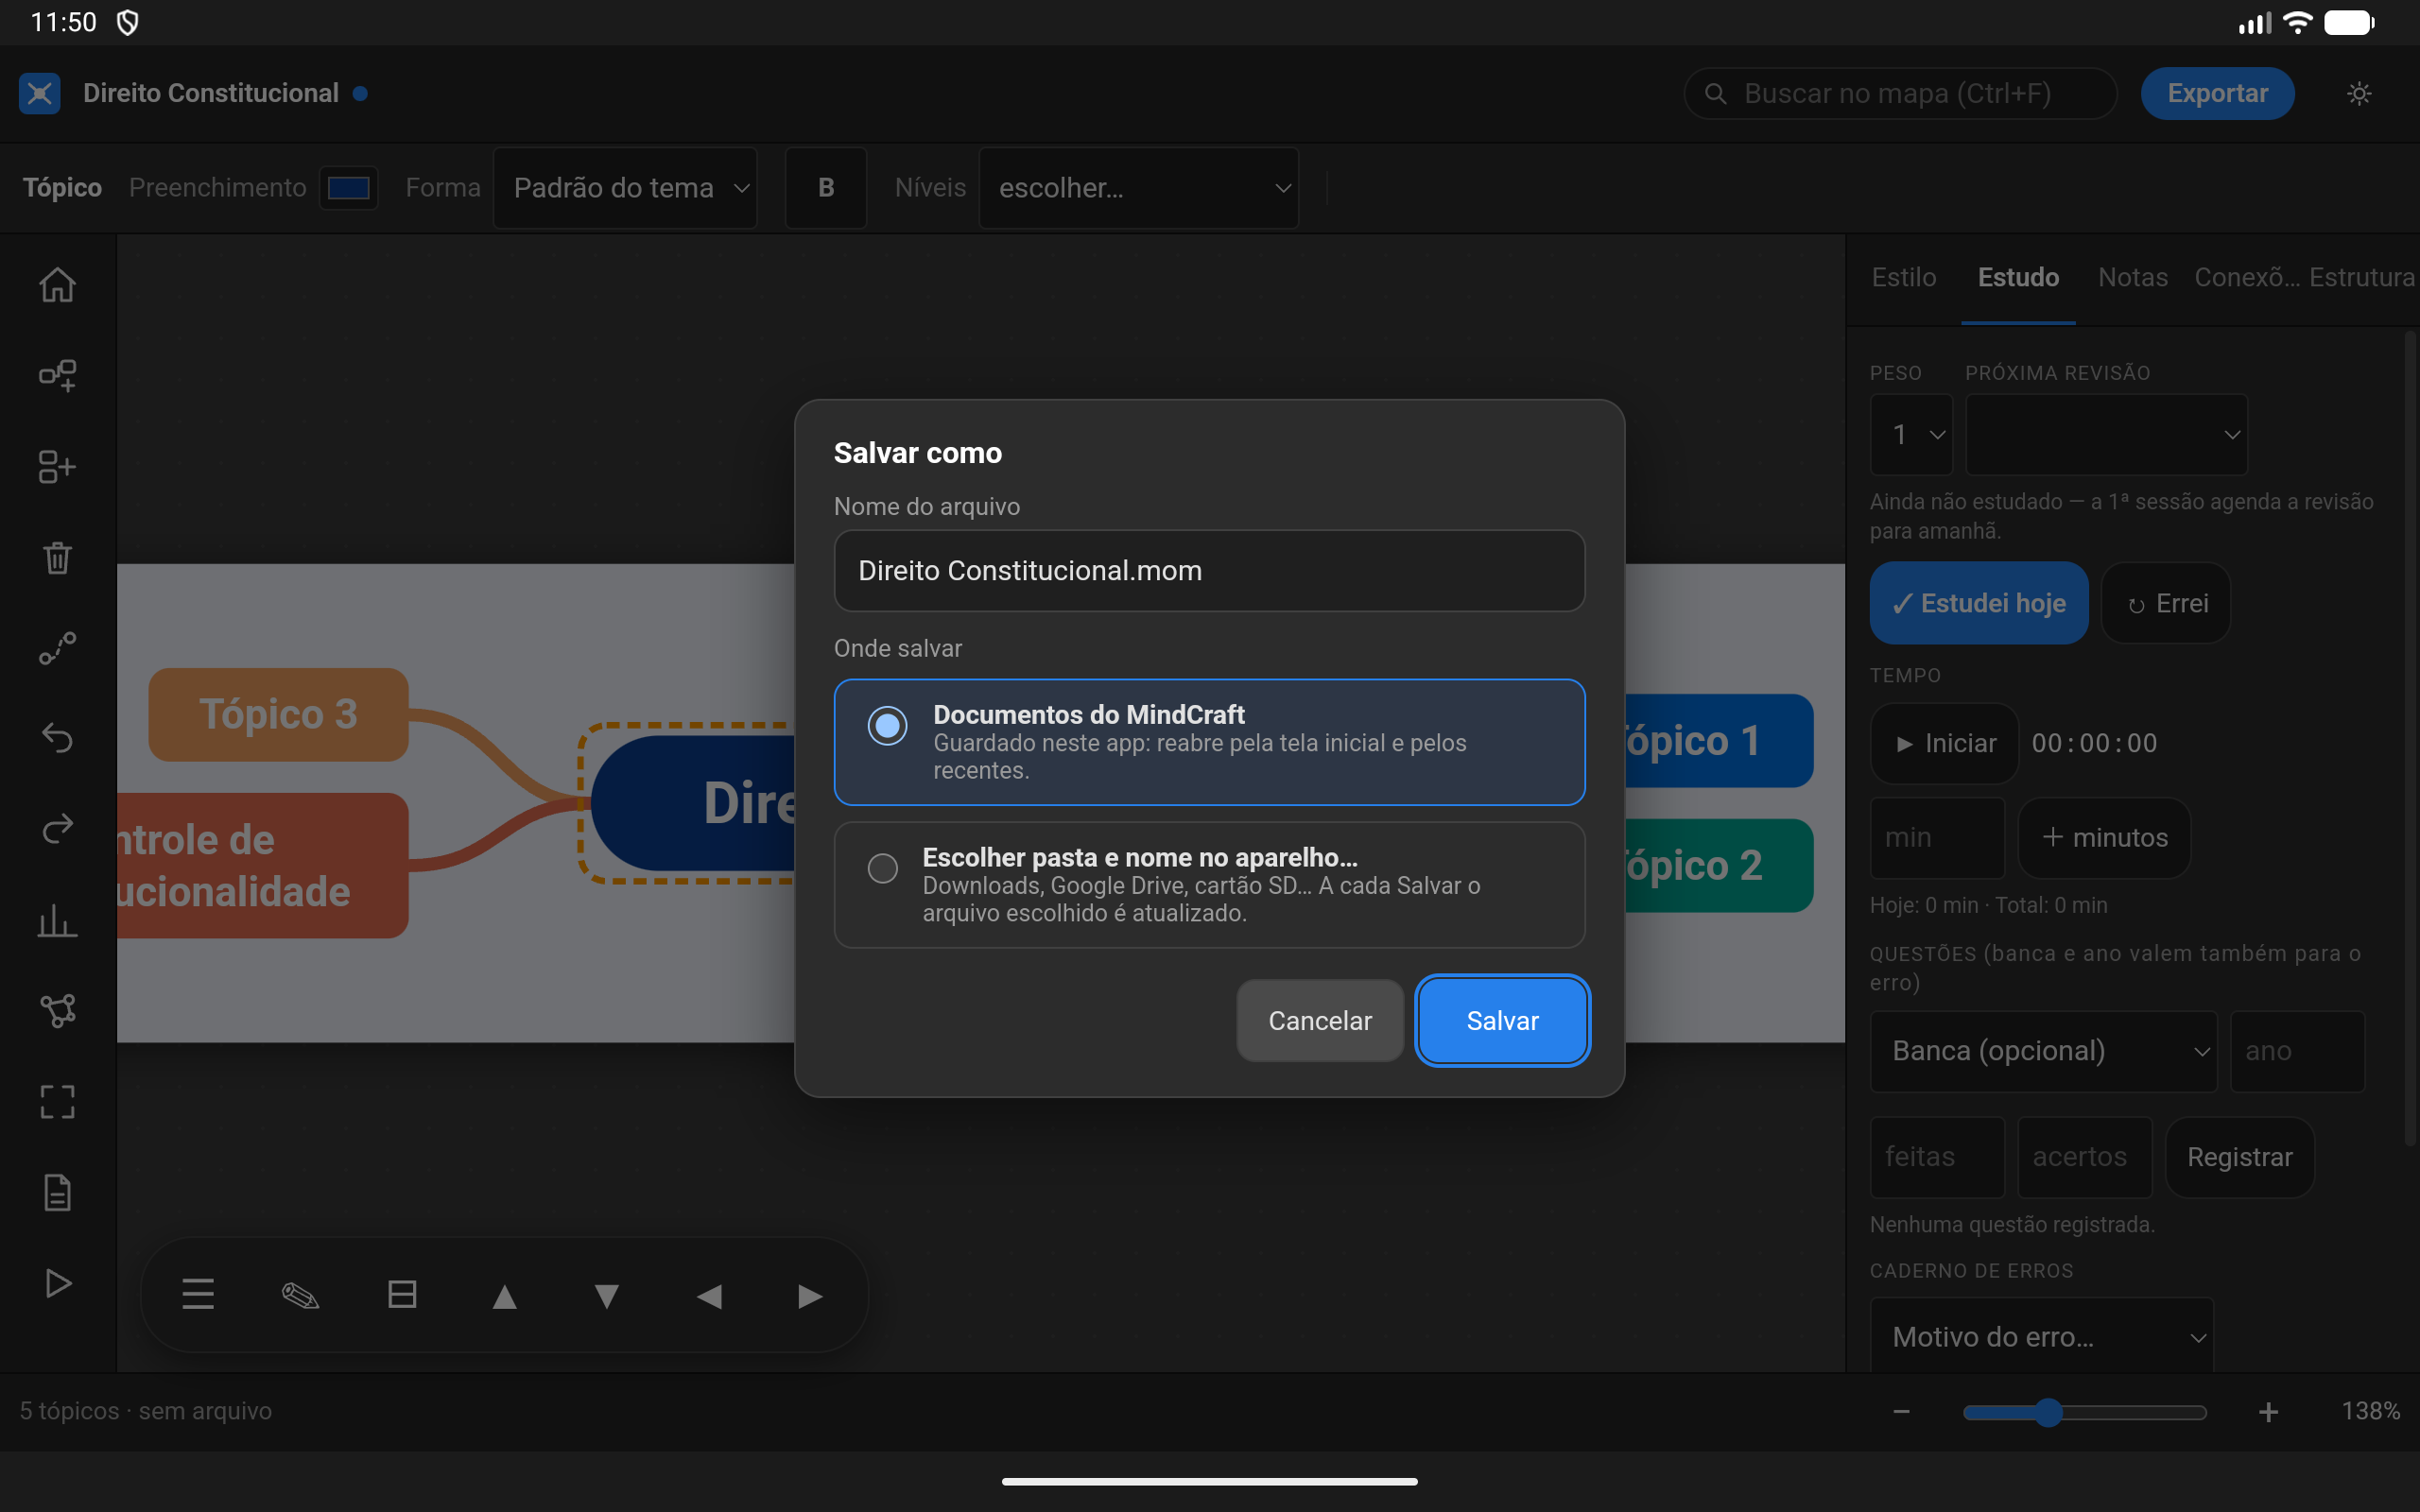 11:50
Direito Constitucional
Buscar no mapa (Ctrl+F)
Exportar
Tópico
Preenchimento
Forma
Padrão do tema
B
Níveis
escolher...
Estilo
Estudo
Notas
Conexõ...
Estrutura
PESO
PRÓXIMA REVISÃO
1
Ainda não estudado — a 1ª sessão agenda a revisão
para amanhã.
✓ Estudei hoje
↻ Errei
TEMPO
► Iniciar
00:00:00
min
+ minutos
Hoje: 0 min · Total: 0 min
QUESTÕES (banca e ano valem também para o
erro)
Banca (opcional)
ano
feitas
acertos
Registrar
Nenhuma questão registrada.
CADERNO DE ERROS
Motivo do erro...
Salvar como
Nome do arquivo
Direito Constitucional.mom
Onde salvar
Documentos do MindCraft
Guardado neste app: reabre pela tela inicial e pelos
recentes.
Escolher pasta e nome no aparelho...
Downloads, Google Drive, cartão SD... A cada Salvar o
arquivo escolhido é atualizado.
Cancelar
Salvar
Tópico 3
ntrole de
ucionalidade
Dire
ópico 1
ópico 2
5 tópicos · sem arquivo
138%